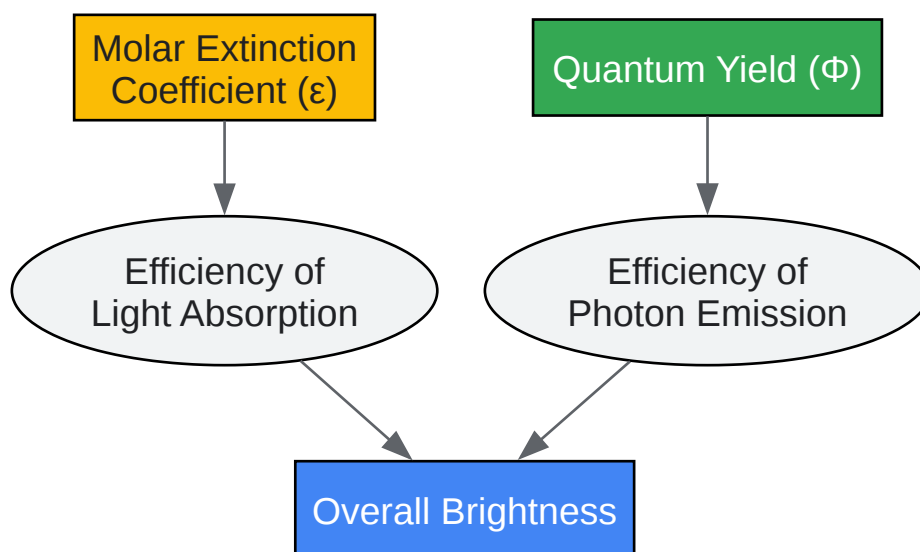 Molar Extinction
Coefficient (ε)
Quantum Yield (Φ)
Efficiency of
Light Absorption
Efficiency of
Photon Emission
Overall Brightness